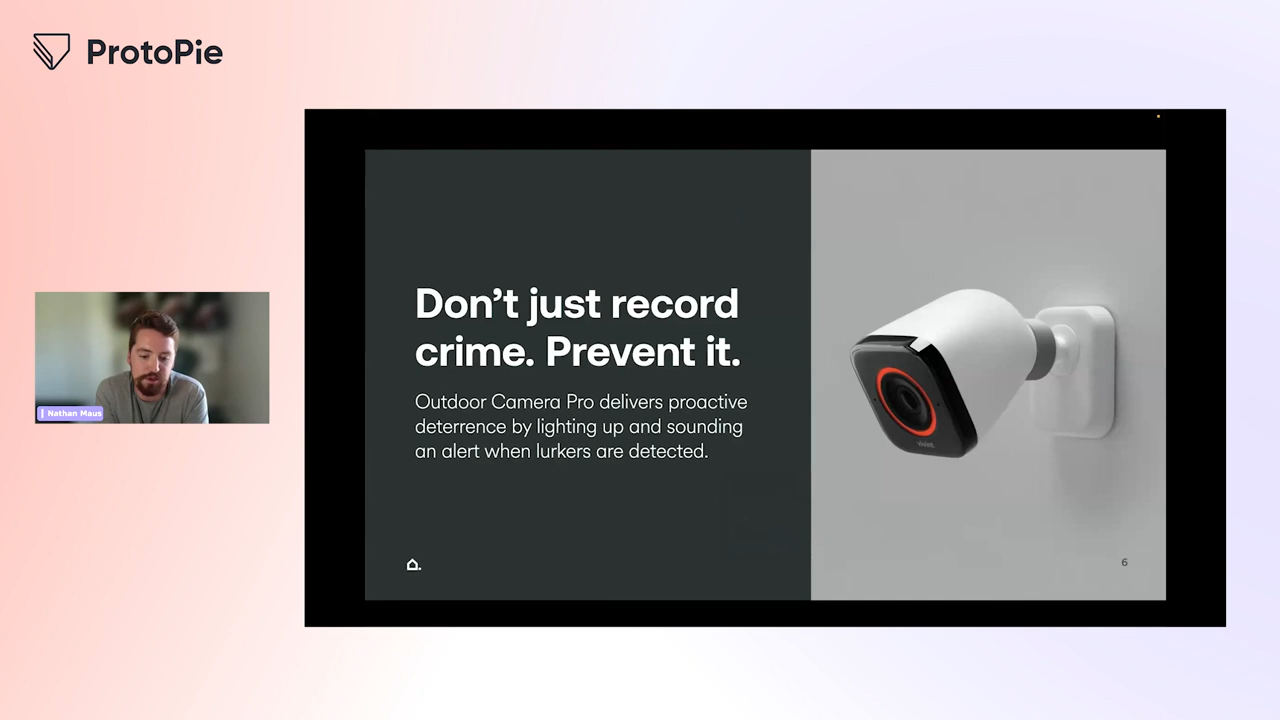 ProtoPie
Don’t just record
crime. Prevent it.
Outdoor Camera Pro delivers proactive
deterrence by lighting up and sounding
an alert when lurkers are detected.
vivint.
Nathan Maus
6